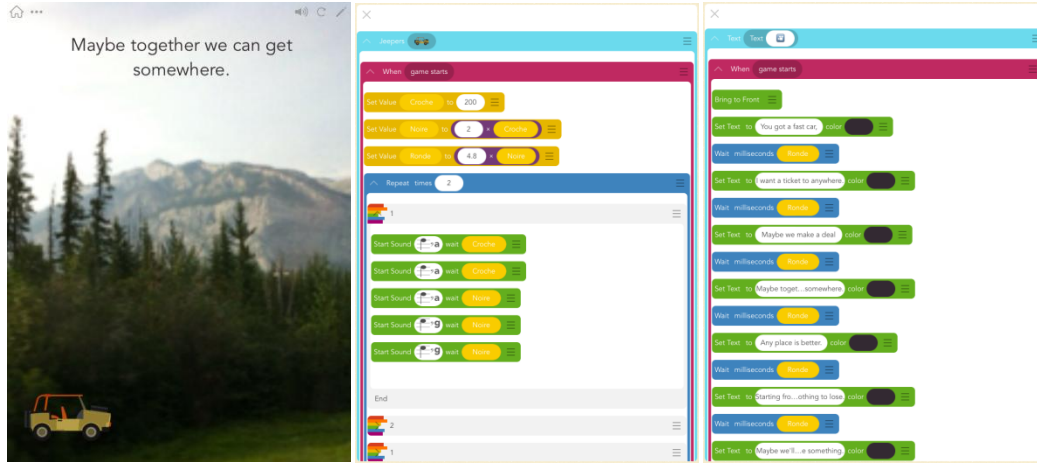 Maybe together we can get
somewhere.
Jeepers
When game starts
Set Value Croche to 200
Set Value Noire to 2 × Croche
Set Value Ronde to 4.8 × Noire
Repeat times 2
1
Start Sound a wait Croche
Start Sound a wait Croche
Start Sound a wait Noire
Start Sound g wait Noire
Start Sound g wait Noire
End
2
1
Text Text
When game starts
Bring to Front
Set Text to You got a fast car, color
Wait milliseconds Ronde
Set Text to I want a ticket to anywhere color
Wait milliseconds Ronde
Set Text to Maybe we make a deal color
Wait milliseconds Ronde
Set Text to Maybe toget...somewhere color
Wait milliseconds Ronde
Set Text to Any place is better. color
Wait milliseconds Ronde
Set Text to Starting fro...othing to lose color
Wait milliseconds Ronde
Set Text to Maybe we'll...e something color